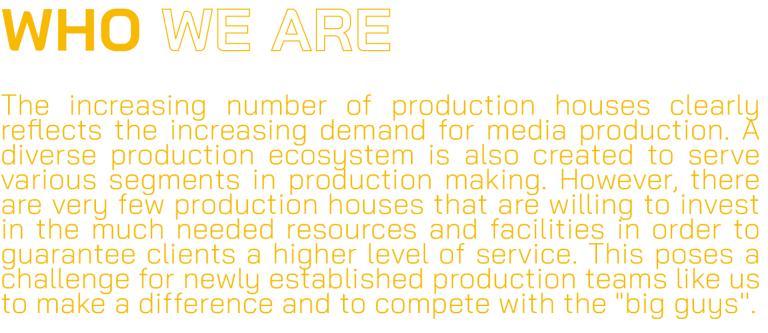 WHO WE ARE
The increasing number of production houses clearly
reflects the increasing demand for media production. A
diverse production ecosystem is also created to serve
various segments in production making. However, there
are very few production houses that are willing to invest
in the much needed resources and facilities in order to
guarantee clients a higher level of service. This poses a
challenge for newly established production teams like us
to make a difference and to compete with the "big guys".